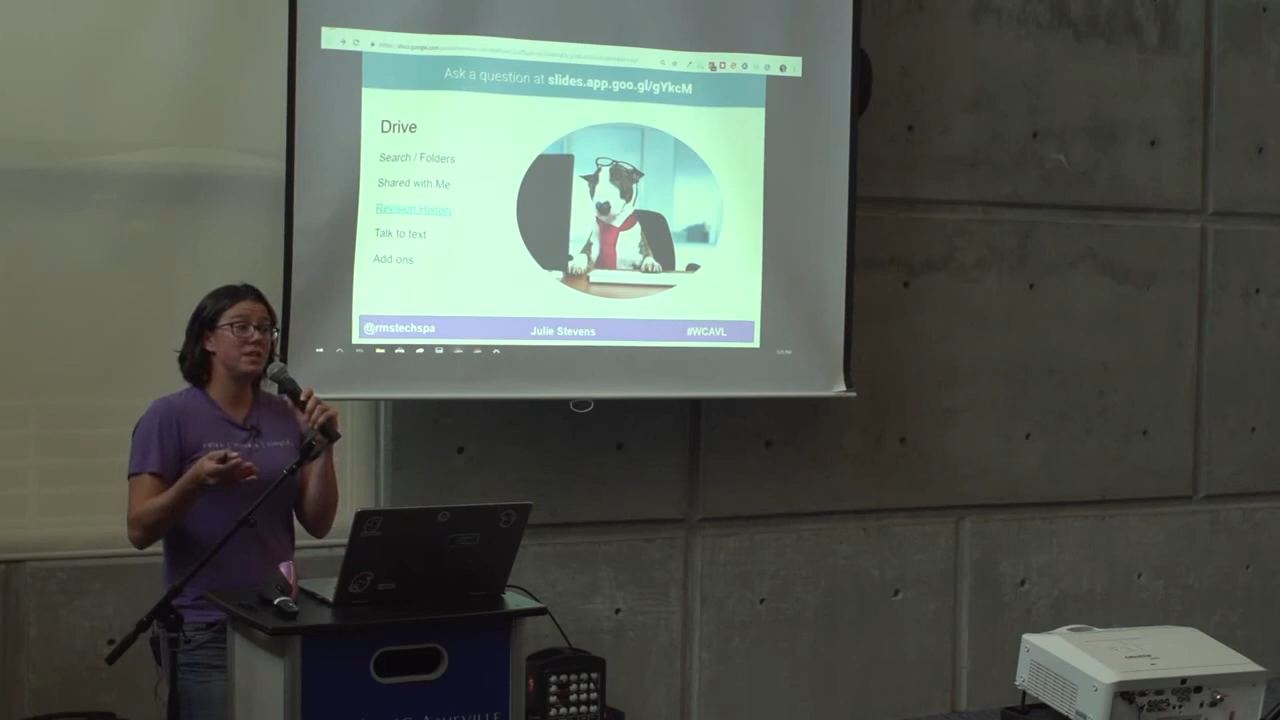 Ask a question at slides.app.goo.gl/gYkcM
Drive
Search / Folders
Shared with Me
Revision History
Talk to text
Add ons
@rmstechspa
Julie Stevens
#WCAVL
ASHEVILLE